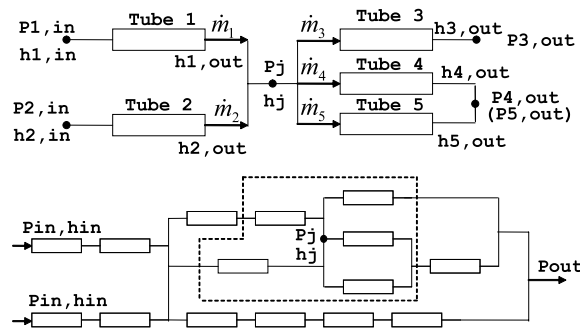 P1,in
h1,in
Tube 1
ṁ1
h1,out
P2,in
h2,in
Tube 2
ṁ2
h2,out
Pj
hj
ṁ3
Tube 3
h3,out
P3,out
ṁ4
Tube 4
h4,out
ṁ5
Tube 5
h5,out
P4,out
(P5,out)
Pin,hin
Pj
hj
Pin,hin
Pout